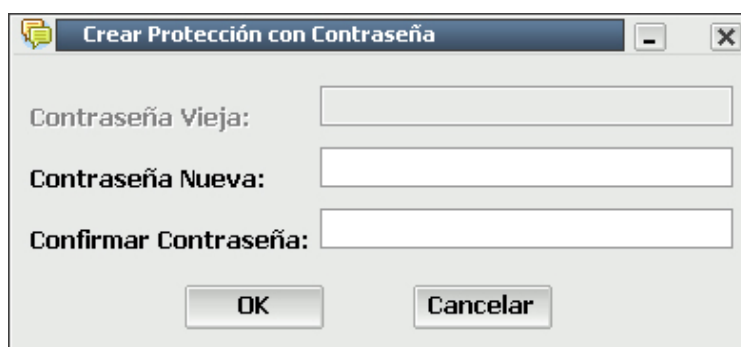 Crear Protección con Contraseña
Contraseña Vieja:
Contraseña Nueva:
Confirmar Contraseña:
OK Cancelar